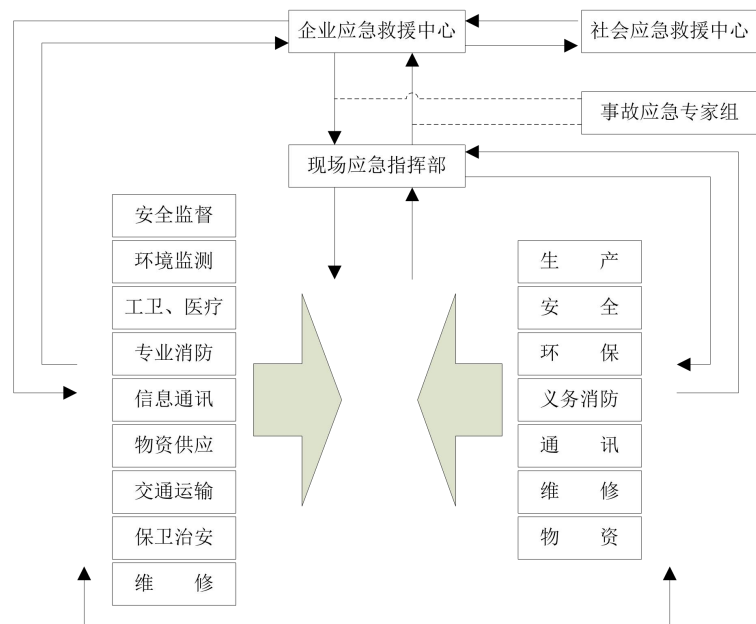 企业应急救援中心
社会应急救援中心
事故应急专家组
现场应急指挥部
安全监督
环境监测
工卫、医疗
专业消防
信息通讯
物资供应
交通运输
保卫治安
维 修
生 产
安 全
环 保
义务消防
通 讯
维 修
物 资